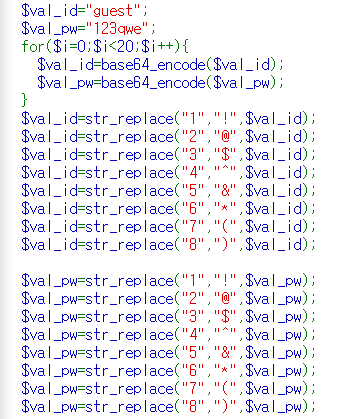 $val_id="guest";
$val_pw="123qwe";
for($i=0;$i<20;$i++){
$val_id=base64_encode($val_id);
$val_pw=base64_encode($val_pw);
}
$val_id=str_replace("1","!",$val_id);
$val_id=str_replace("2","@",$val_id);
$val_id=str_replace("3","$",$val_id);
$val_id=str_replace("4","^",$val_id);
$val_id=str_replace("5","&",$val_id);
$val_id=str_replace("6","*",$val_id);
$val_id=str_replace("7","(",$val_id);
$val_id=str_replace("8",")",$val_id);

$val_pw=str_replace("1","!",$val_pw);
$val_pw=str_replace("2","@",$val_pw);
$val_pw=str_replace("3","$",$val_pw);
$val_pw=str_replace("4","^",$val_pw);
$val_pw=str_replace("5","&",$val_pw);
$val_pw=str_replace("6","*",$val_pw);
$val_pw=str_replace("7","(",$val_pw);
$val_pw=str_replace("8",")",$val_pw);